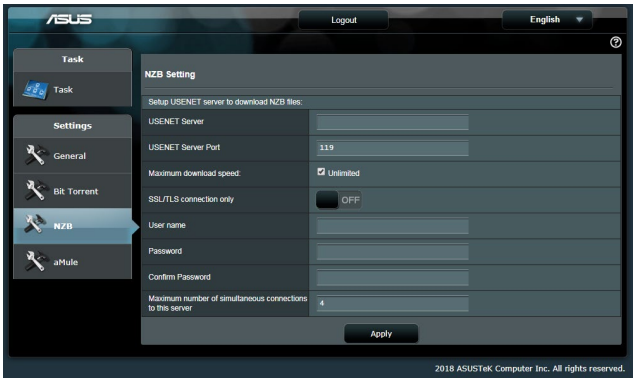 ASUS
Logout
English
Task
Task
Settings
General
Bit Torrent
NZB
aMule
NZB Setting
Setup USENET server to download NZB files:
USENET Server
USENET Server Port 119
Maximum download speed: Unlimited
SSL/TLS connection only OFF
User name
Password
Confirm Password
Maximum number of simultaneous connections
to this server 4
Apply
2018 ASUSTeK Computer Inc. All rights reserved.